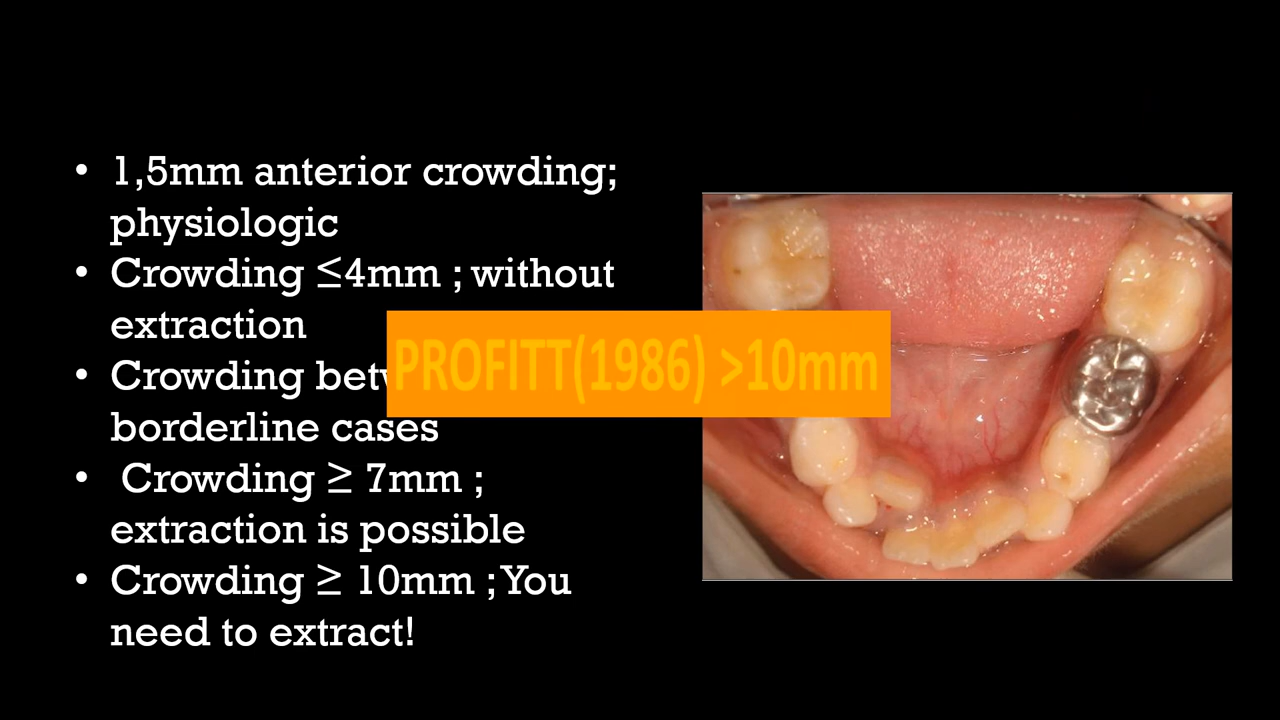 • 1,5mm anterior crowding;
physiologic
• Crowding ≤4mm ; without
extraction
• Crowding
PROFITT(1986) >10mm
borderline cases
• Crowding ≥ 7mm ;
extraction is possible
• Crowding ≥ 10mm ; You
need to extract!